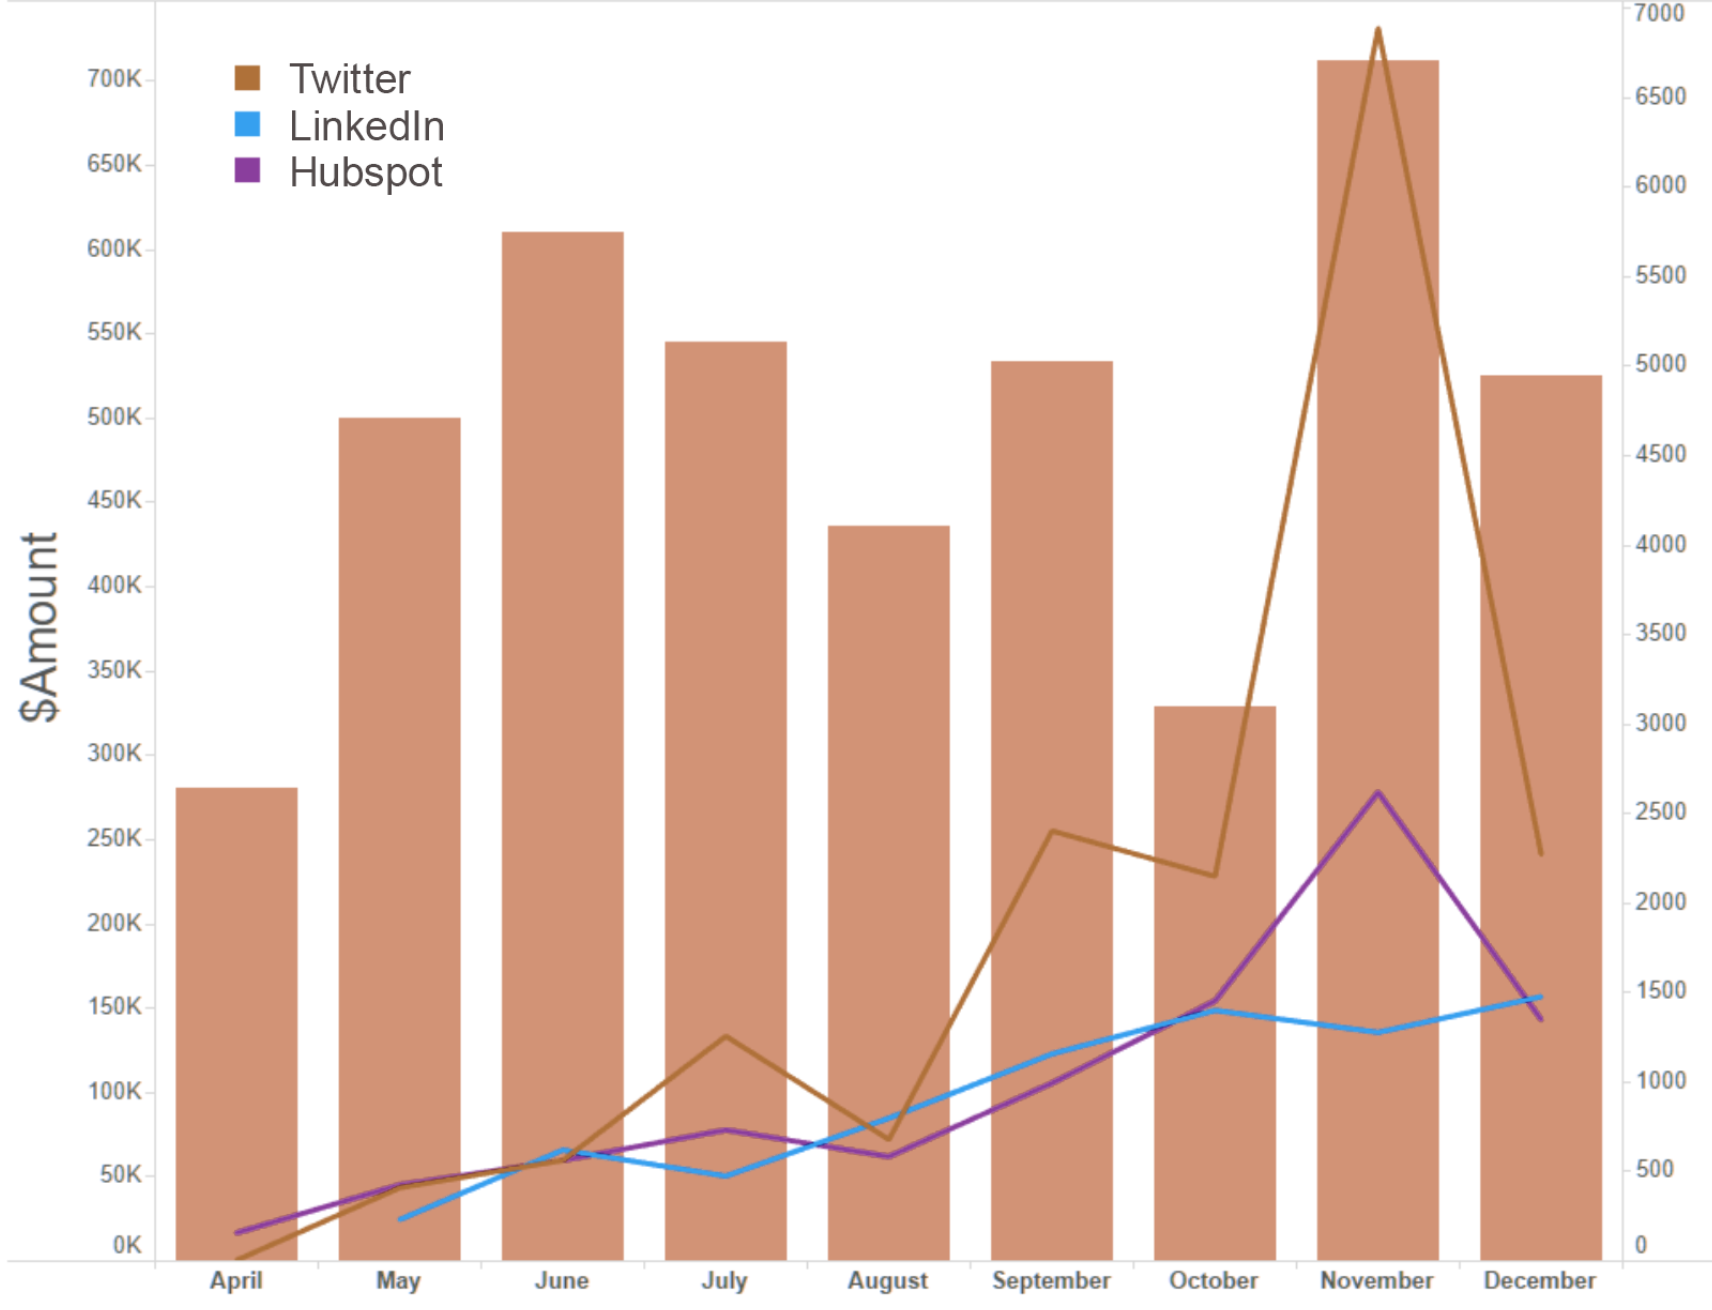 Twitter
LinkedIn
Hubspot
$Amount
700K
650K
600K
550K
500K
450K
400K
350K
300K
250K
200K
150K
100K
50K
0K
7000
6500
6000
5500
5000
4500
4000
3500
3000
2500
2000
1500
1000
500
0
April May June July August September October November December